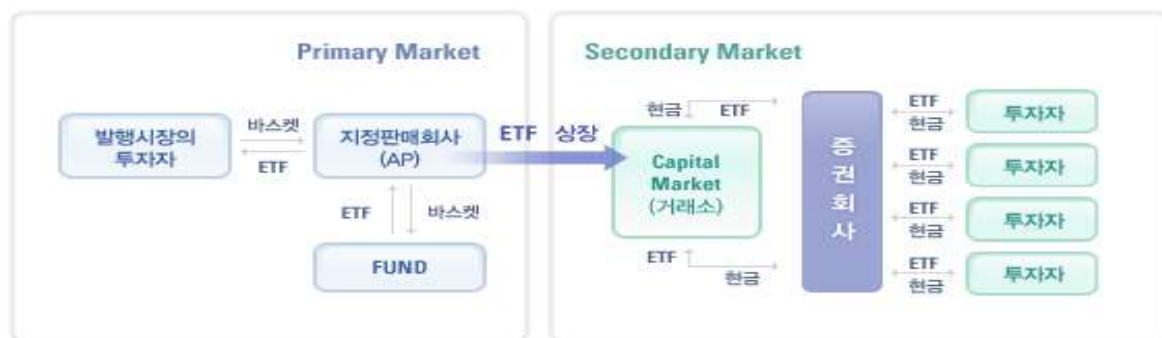 Primary Market
발행시장의
투자자
바스켓
ETF
지정판매회사
(AP)
ETF
바스켓
FUND
ETF 상장
Secondary Market
현금
ETF
Capital
Market
(거래소)
ETF
현금
증
권
회
사
ETF
현금
투자자
ETF
현금
투자자
ETF
현금
투자자
ETF
현금
투자자